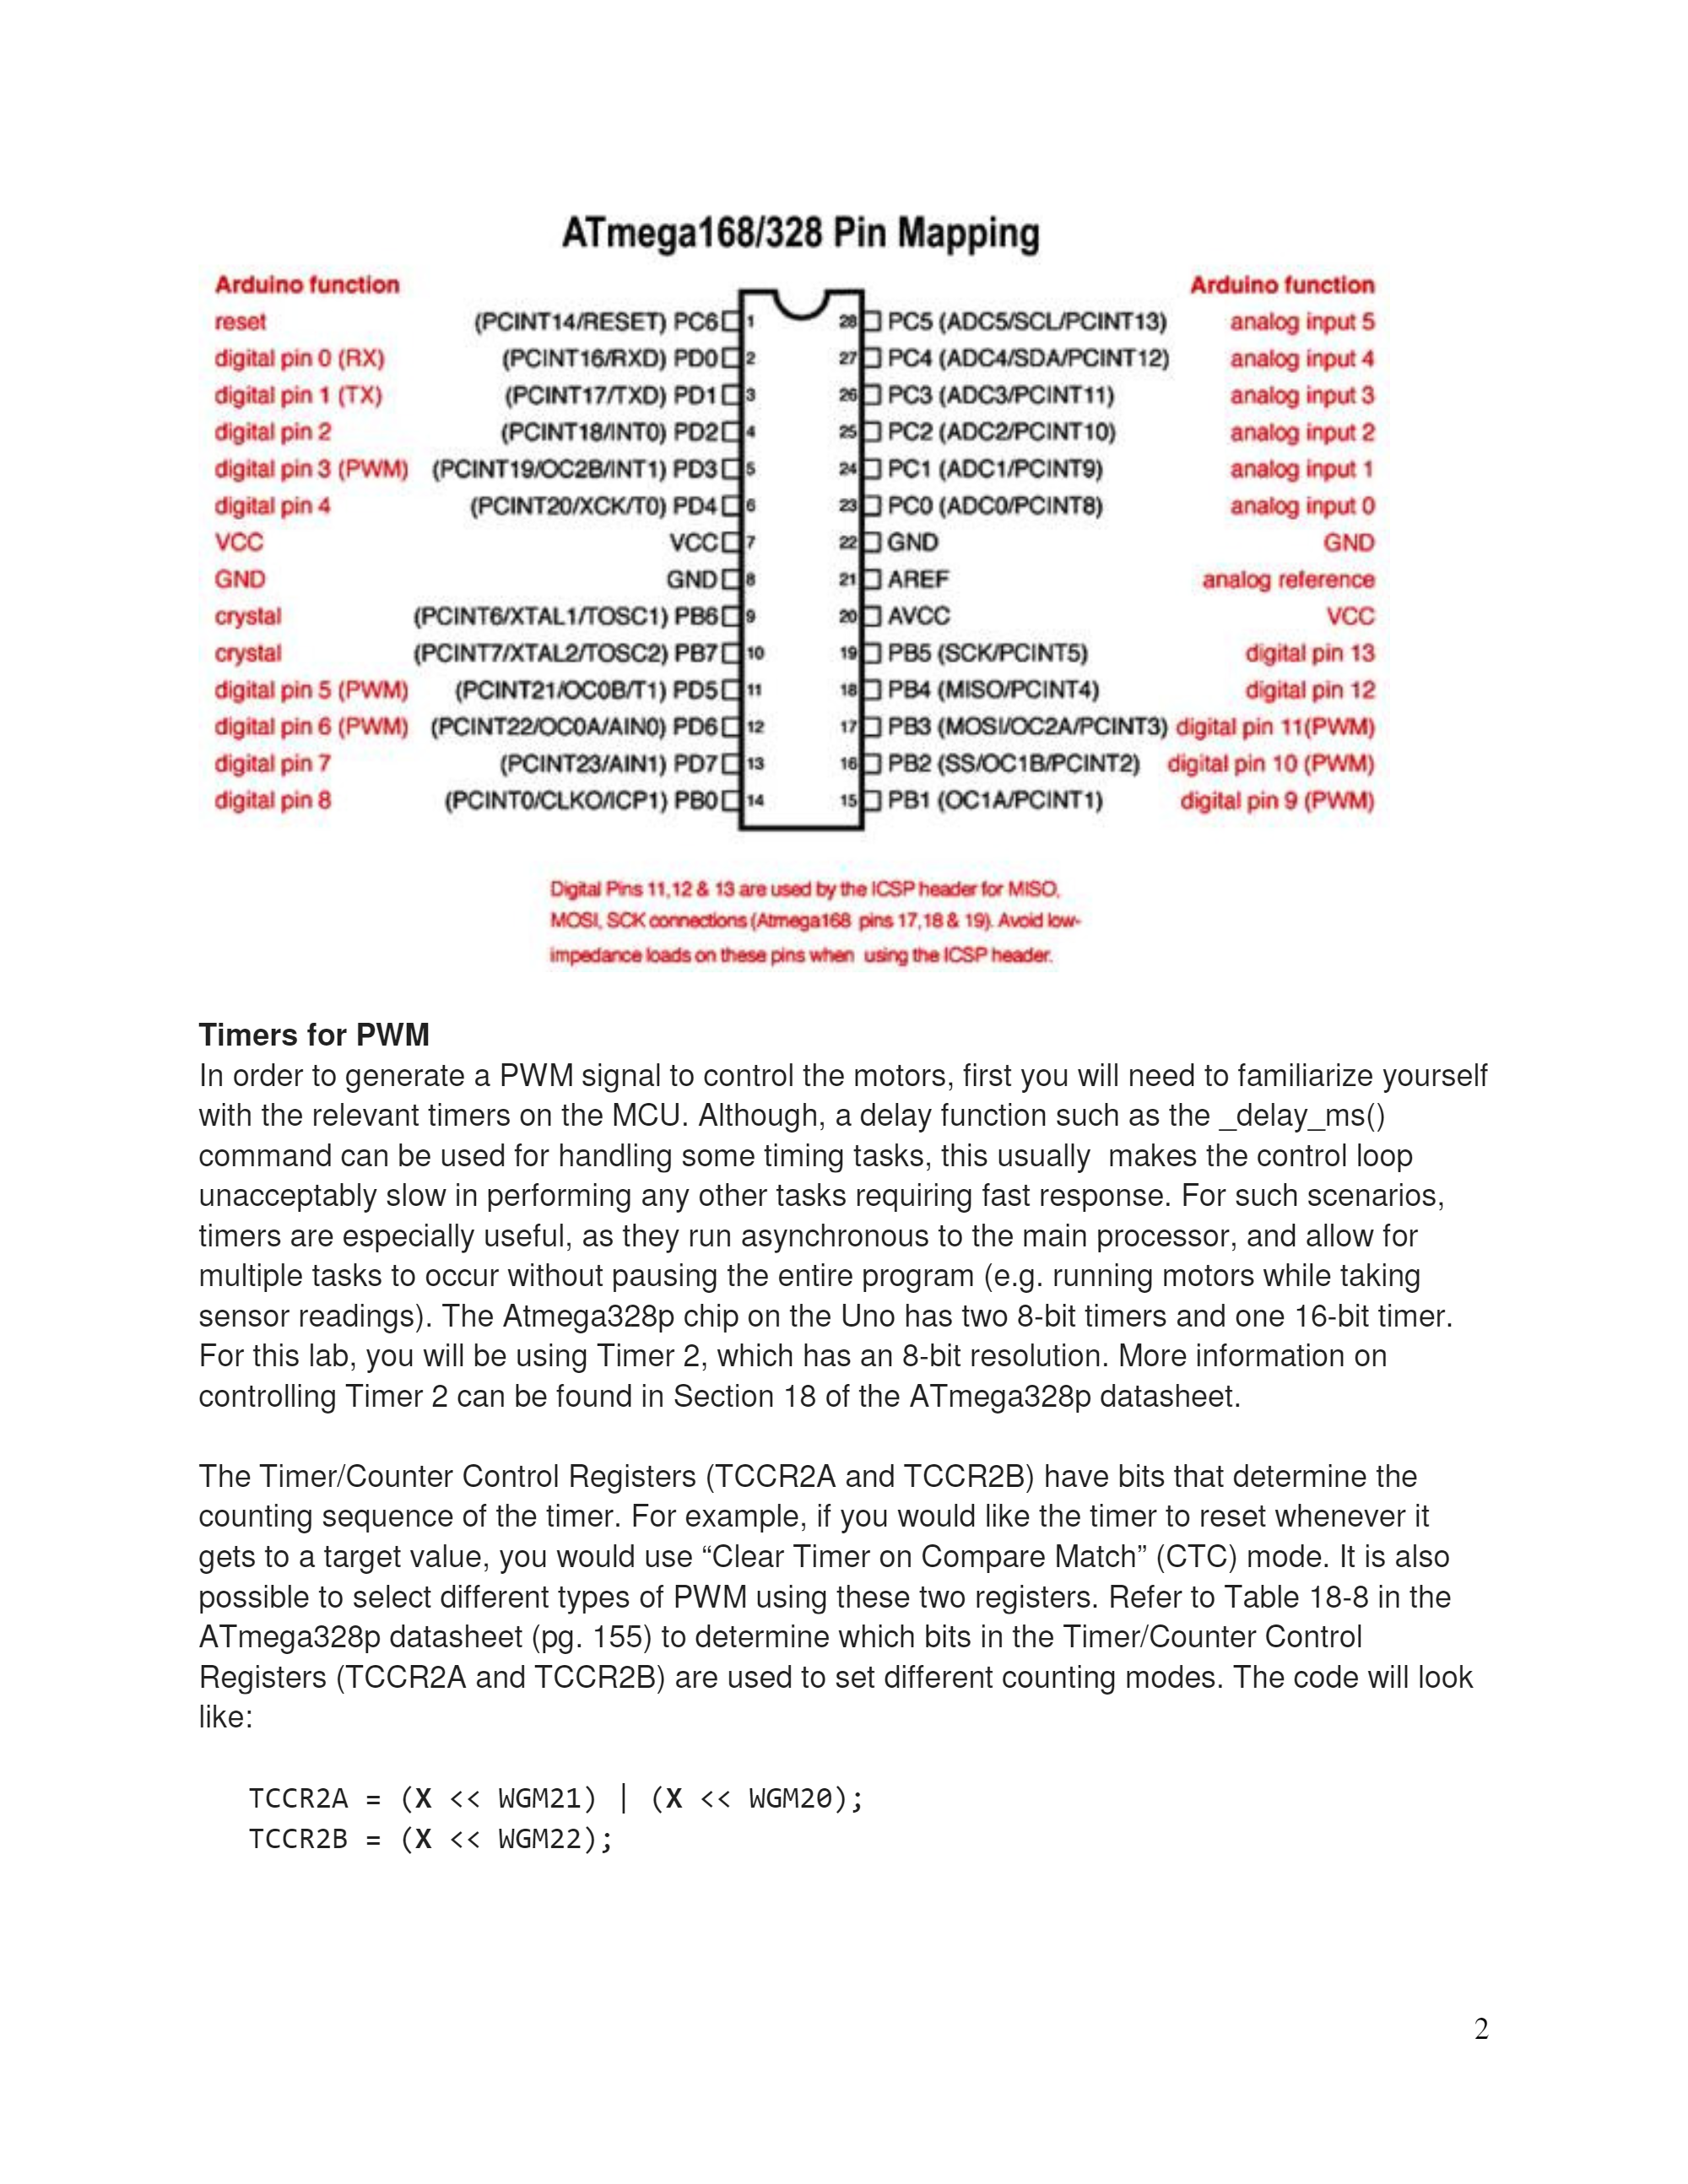 ATmega168/328 Pin Mapping
Arduino function Arduino function
reset (PCINT14/RESET) PC6 1 28 PC5 (ADC5/SCL/PCINT13) analog input 5
digital pin 0 (RX) (PCINT16/RXD) PD0 2 27 PC4 (ADC4/SDA/PCINT12) analog input 4
digital pin 1 (TX) (PCINT17/TXD) PD1 3 26 PC3 (ADC3/PCINT11) analog input 3
digital pin 2 (PCINT18/INT0) PD2 4 25 PC2 (ADC2/PCINT10) analog input 2
digital pin 3 (PWM) (PCINT19/OC2B/INT1) PD3 5 24 PC1 (ADC1/PCINT9) analog input 1
digital pin 4 (PCINT20/XCK/T0) PD4 6 23 PC0 (ADC0/PCINT8) analog input 0
VCC VCC 7 22 GND GND
GND GND 8 21 AREF analog reference
crystal (PCINT6/XTAL1/TOSC1) PB6 9 20 AVCC VCC
crystal (PCINT7/XTAL2/TOSC2) PB7 10 19 PB5 (SCK/PCINT5) digital pin 13
digital pin 5 (PWM) (PCINT21/OC0B/T1) PD5 11 18 PB4 (MISO/PCINT4) digital pin 12
digital pin 6 (PWM) (PCINT22/OC0A/AIN0) PD6 12 17 PB3 (MOSI/OC2A/PCINT3) digital pin 11(PWM)
digital pin 7 (PCINT23/AIN1) PD7 13 16 PB2 (SS/OC1B/PCINT2) digital pin 10 (PWM)
digital pin 8 (PCINT0/CLKO/ICP1) PB0 14 15 PB1 (OC1A/PCINT1) digital pin 9 (PWM)
Digital Pins 11,12 & 13 are used by the ICSP header for MISO,
MOSI, SCK connections (Atmega168 pins 17,18 & 19). Avoid low-
impedance loads on these pins when using the ICSP header.
Timers for PWM
In order to generate a PWM signal to control the motors, first you will need to familiarize yourself
with the relevant timers on the MCU. Although, a delay function such as the _delay_ms()
command can be used for handling some timing tasks, this usually makes the control loop
unacceptably slow in performing any other tasks requiring fast response. For such scenarios,
timers are especially useful, as they run asynchronous to the main processor, and allow for
multiple tasks to occur without pausing the entire program (e.g. running motors while taking
sensor readings). The Atmega328p chip on the Uno has two 8-bit timers and one 16-bit timer.
For this lab, you will be using Timer 2, which has an 8-bit resolution. More information on
controlling Timer 2 can be found in Section 18 of the ATmega328p datasheet.
The Timer/Counter Control Registers (TCCR2A and TCCR2B) have bits that determine the
counting sequence of the timer. For example, if you would like the timer to reset whenever it
gets to a target value, you would use “Clear Timer on Compare Match” (CTC) mode. It is also
possible to select different types of PWM using these two registers. Refer to Table 18-8 in the
ATmega328p datasheet (pg. 155) to determine which bits in the Timer/Counter Control
Registers (TCCR2A and TCCR2B) are used to set different counting modes. The code will look
like:
TCCR2A = (X << WGM21) | (X << WGM20);
TCCR2B = (X << WGM22);
2